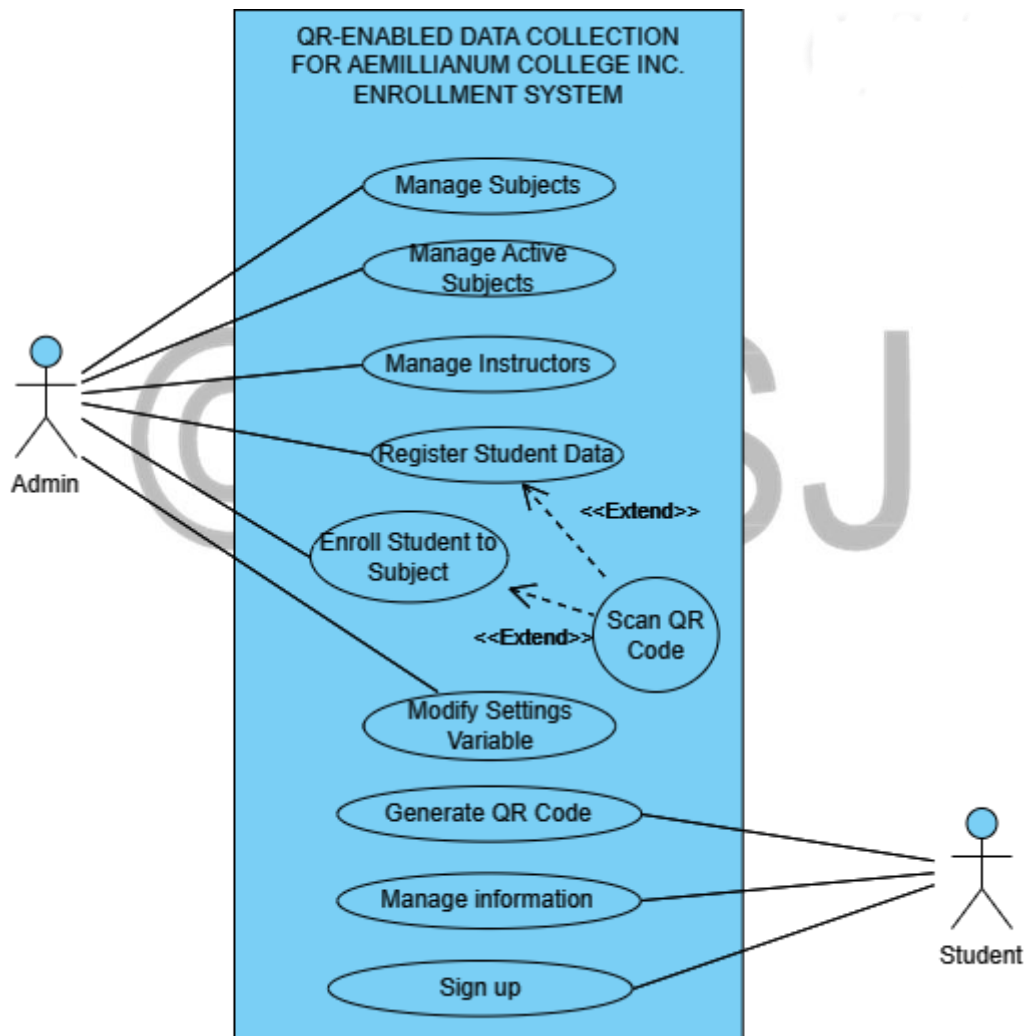 QR-ENABLED DATA COLLECTION
FOR AEMILLIANUM COLLEGE INC.
ENROLLMENT SYSTEM
Manage Subjects
Manage Active
Subjects
Manage Instructors
Register Student Data
Admin
<<Extend>>
Enroll Student to
Subject
Scan QR
Code
<<Extend>>
Modify Settings
Variable
Generate QR Code
Manage information
Student
Sign up